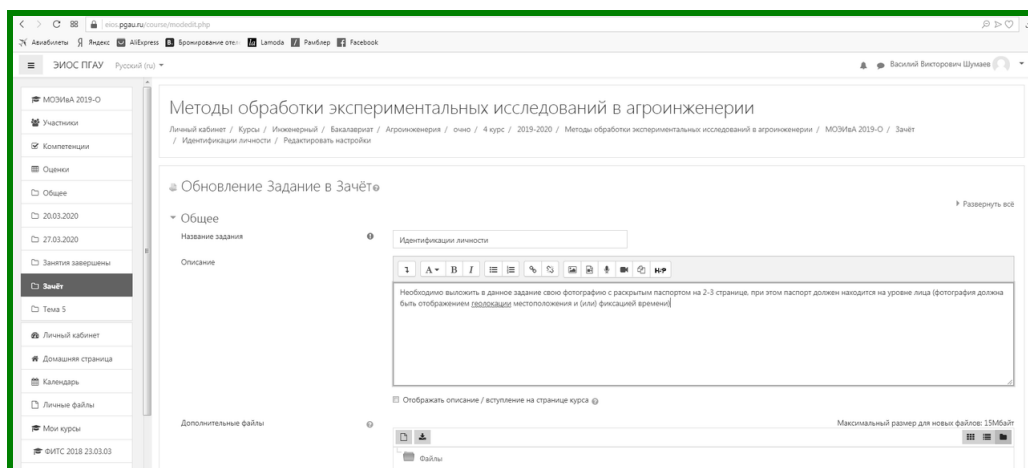 eios.pgau.ru/course/modedit.php
Авиабилеты Яндекс AliExpress Бронирование отел Lamoda Рамблер Facebook
ЭИОС ПГАУ Русский (ru)
Василий Викторович Шумаев
МОЭИвА 2019-О
Участники
Компетенции
Оценки
Общее
20.03.2020
27.03.2020
Занятия завершены
Зачёт
Тема 5
Личный кабинет
Домашняя страница
Календарь
Личные файлы
Мои курсы
ФИТС 2018 23.03.03
Методы обработки экспериментальных исследований в агроинженерии
Личный кабинет / Курсы / Инженерный / Бакалавриат / Агроинженерия / очно / 4 курс / 2019-2020 / Методы обработки экспериментальных исследований в агроинженерии / МОЭИвА 2019-О / Зачёт
/ Идентификации личности / Редактировать настройки
Обновление Задание в Зачёт
Развернуть всё
Общее
Название задания
Идентификации личности
Описание
A B I H-P
Необходимо выложить в данное задание свою фотографию с раскрытым паспортом на 2-3 странице, при этом паспорт должен находится на уровне лица (фотография должна
быть отображением геолокации местоположения и (или) фиксацией времени)
Отображать описание / вступление на странице курса
Дополнительные файлы
Максимальный размер для новых файлов: 15Мбайт
Файлы